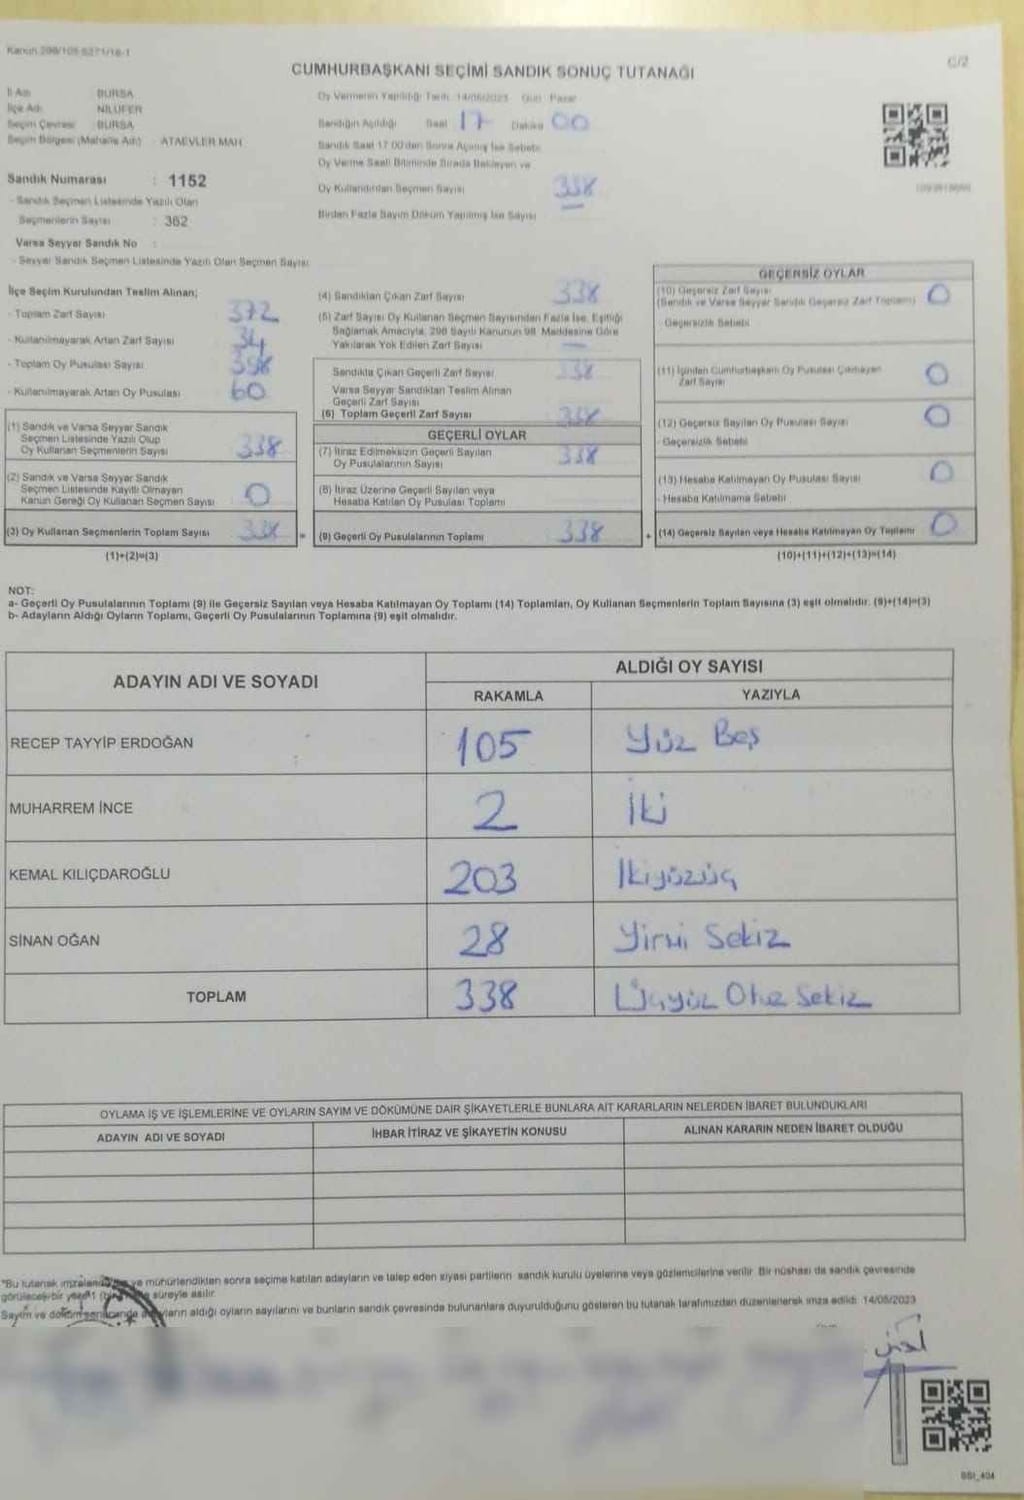 Kanun 298/105 6271/16-1
C/2
CUMHURBAŞKANI SEÇİMİ SANDIK SONUÇ TUTANAĞI
İl Adı BURSA
İlçe Adı NİLÜFER
Seçim Çevresi : BURSA
Seçim Bölgesi (Mahalle Adı) : ATAEVLER MAH
Sandık Numarası : 1152
- Sandık Seçmen Listesinde Yazılı Olan
Seçmenlerin Sayısı : 362
Varsa Seyyar Sandık No :
- Seyyar Sandık Seçmen Listesinde Yazılı Olan Seçmen Sayısı
Oy Vermenin Yapıldığı Tarih 14/05/2023 Gün Pazar
Sandığın Açıldığı Saat 17 Dakika 00
Sandık Saat 17.00'den Sonra Açılmış İse Sebebi
Oy Verme Saati Bitiminde Sırada Bekleyen ve
Oy Kullandırılan Seçmen Sayısı 338
Birden Fazla Sayım Döküm Yapılmış İse Sayısı —
İlçe Seçim Kurulundan Teslim Alınan;
- Toplam Zarf Sayısı 372
- Kullanılmayarak Artan Zarf Sayısı 34
- Toplam Oy Pusulası Sayısı
- Kullanılmayarak Artan Oy Pusulası 60
(1) Sandık ve Varsa Seyyar Sandık
Seçmen Listesinde Yazılı Olup
Oy Kullanan Seçmenlerin Sayısı 338
(2) Sandık ve Varsa Seyyar Sandık
Seçmen Listesinde Kayıtlı Olmayan
Kanun Gereği Oy Kullanan Seçmen Sayısı 0
(3) Oy Kullanan Seçmenlerin Toplam Sayısı 338
(1)+(2)=(3)
(4) Sandıktan Çıkan Zarf Sayısı 338
(5) Zarf Sayısı Oy Kullanan Seçmen Sayısından Fazla İse, Eşitliği
Sağlamak Amacıyla, 298 Sayılı Kanunun 98. Maddesine Göre
Yakılarak Yok Edilen Zarf Sayısı —
Sandıkta Çıkan Geçerli Zarf Sayısı 338
Varsa Seyyar Sandıktan Teslim Alınan
Geçerli Zarf Sayısı
(6) Toplam Geçerli Zarf Sayısı 338
GEÇERLİ OYLAR
(7) İtiraz Edilmeksizin Geçerli Sayılan
Oy Pusulalarının Sayısı 338
(8) İtiraz Üzerine Geçerli Sayılan veya
Hesaba Katılan Oy Pusulası Toplamı
= (9) Geçerli Oy Pusulalarının Toplamı 338
GEÇERSİZ OYLAR
(10) Geçersiz Zarf Sayısı 0
(Sandık ve Varsa Seyyar Sandık Geçersiz Zarf Toplamı)
- Geçersizlik Sebebi
(11) İçinden Cumhurbaşkanı Oy Pusulası Çıkmayan
Zarf Sayısı 0
(12) Geçersiz Sayılan Oy Pusulası Sayısı 0
- Geçersizlik Sebebi
(13) Hesaba Katılmayan Oy Pusulası Sayısı 0
- Hesaba Katılmama Sebebi
+ (14) Geçersiz Sayılan veya Hesaba Katılmayan Oy Toplamı 0
(10)+(11)+(12)+(13)=(14)
NOT:
a- Geçerli Oy Pusulalarının Toplamı (9) ile Geçersiz Sayılan veya Hesaba Katılmayan Oy Toplamı (14) Toplamları, Oy Kullanan Seçmenlerin Toplam Sayısına (3) eşit olmalıdır. (9)+(14)=(3)
b- Adayların Aldığı Oyların Toplamı, Geçerli Oy Pusulalarının Toplamına (9) eşit olmalıdır.
ADAYIN ADI VE SOYADI ALDIĞI OY SAYISI
RAKAMLA YAZIYLA
RECEP TAYYİP ERDOĞAN 105 Yüz Beş
MUHARREM İNCE 2 İki
KEMAL KILIÇDAROĞLU 203 İkiyüzüç
SİNAN OĞAN 28 Yirmi Sekiz
TOPLAM 338 Üçyüz Otuz Sekiz
OYLAMA İŞ VE İŞLEMLERİNE VE OYLARIN SAYIM VE DÖKÜMÜNE DAİR ŞİKAYETLERLE BUNLARA AİT KARARLARIN NELERDEN İBARET BULUNDUKLARI
ADAYIN ADI VE SOYADI İHBAR İTİRAZ VE ŞİKAYETİN KONUSU ALINAN KARARIN NEDEN İBARET OLDUĞU
*Bu tutanak ve mühürlendikten sonra seçime katılan adayların ve talep eden siyasi partilerin sandık kurulu üyelerine veya gözlemcilerine verilir. Bir nüshası da sandık çevresinde
görülecek bir süreyle asılır.
Sayım ve döküm adayların aldığı oyların sayılarını ve bunların sandık çevresinde bulunanlara duyurulduğunu gösteren bu tutanak tarafımızdan düzenlenerek imza edildi. 14/05/2023
SSI_404